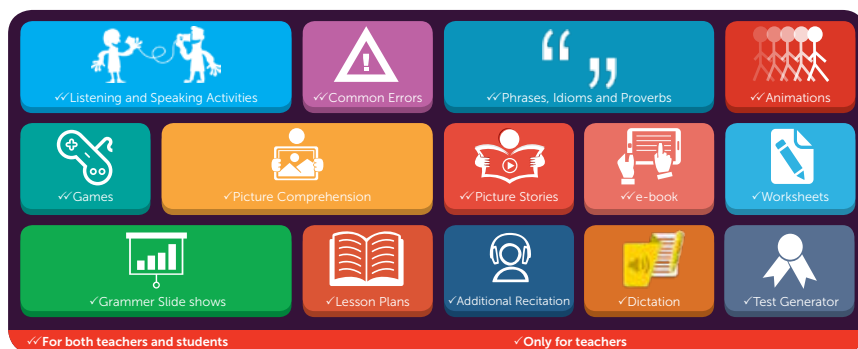 ✓✓Listening and Speaking Activities
✓✓Common Errors
“ ”
✓✓Phrases, Idioms and Proverbs
✓✓Animations
✓✓Games
✓Picture Comprehension
✓✓Picture Stories
✓✓e-book
✓Worksheets
✓Grammer Slide shows
✓Lesson Plans
✓Additional Recitation
✓Dictation
✓Test Generator
✓✓For both teachers and students
✓Only for teachers